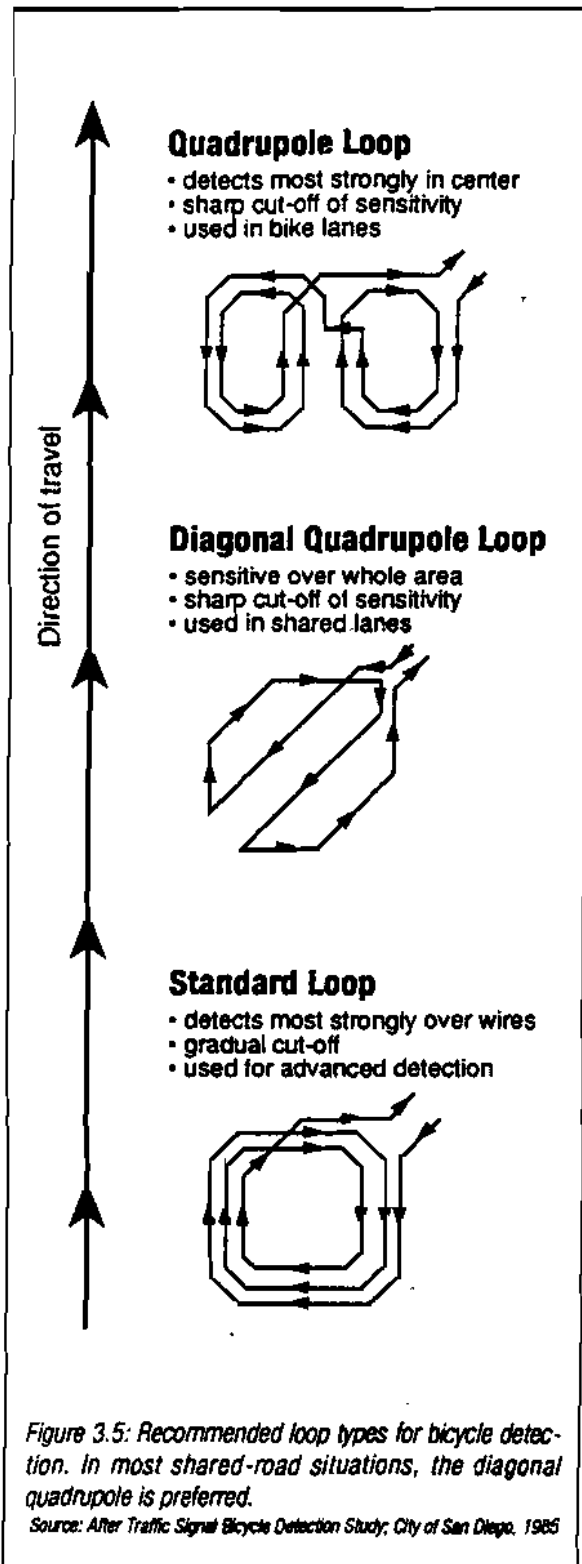 Quadrupole Loop
• detects most strongly in center
• sharp cut-off of sensitivity
• used in bike lanes
Direction of travel
Diagonal Quadrupole Loop
• sensitive over whole area
• sharp cut-off of sensitivity
• used in shared lanes
Standard Loop
• detects most strongly over wires
• gradual cut-off
• used for advanced detection
Figure 3.5: Recommended loop types for bicycle detec-
tion. In most shared-road situations, the diagonal
quadrupole is preferred.
Source: After Traffic Signal Bicycle Detection Study; City of San Diego, 1985